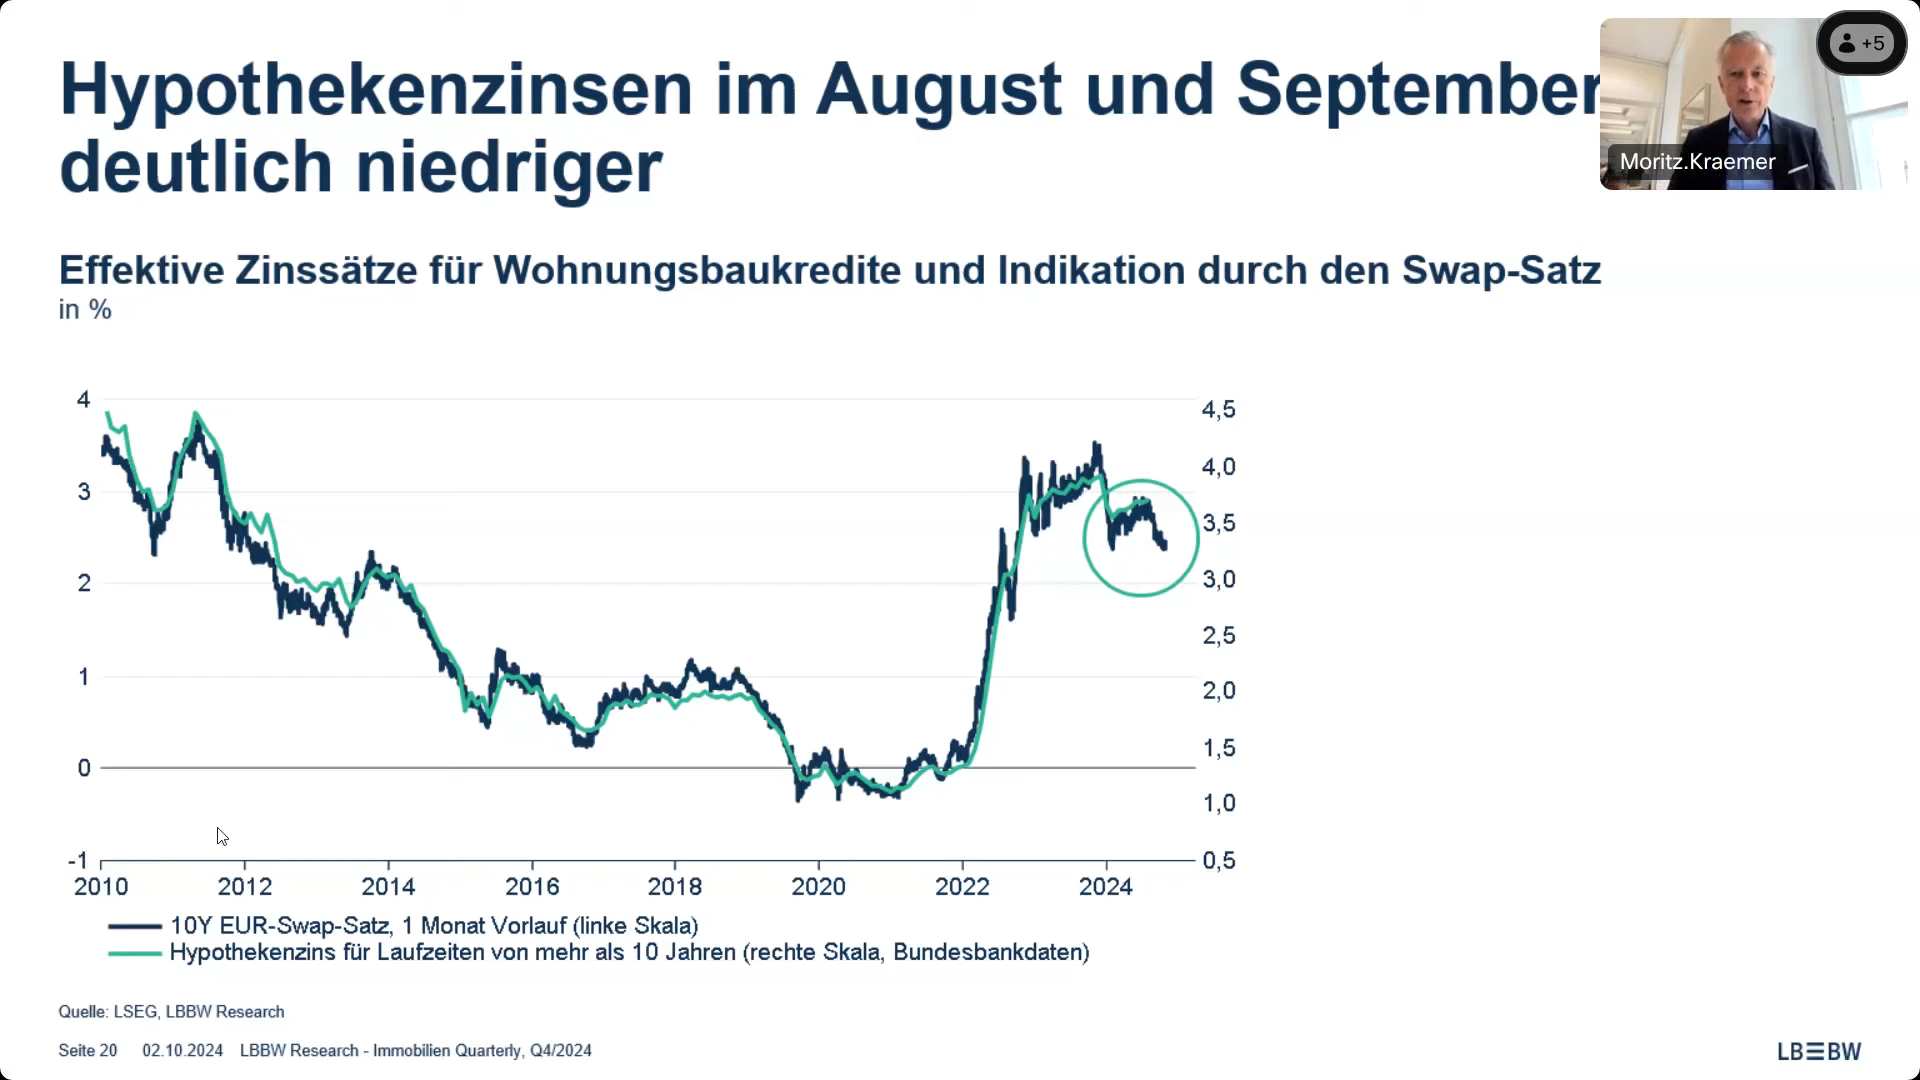 Hypothekenzinsen im August und September
deutlich niedriger
+5
Moritz.Kraemer
Effektive Zinssätze für Wohnungsbaukredite und Indikation durch den Swap-Satz
in %
4
3
2
1
0
-1
4,5
4,0
3,5
3,0
2,5
2,0
1,5
1,0
0,5
2010 2012 2014 2016 2018 2020 2022 2024
10Y EUR-Swap-Satz, 1 Monat Vorlauf (linke Skala)
Hypothekenzins für Laufzeiten von mehr als 10 Jahren (rechte Skala, Bundesbankdaten)
Quelle: LSEG, LBBW Research
Seite 20 02.10.2024 LBBW Research - Immobilien Quarterly, Q4/2024
LBBW